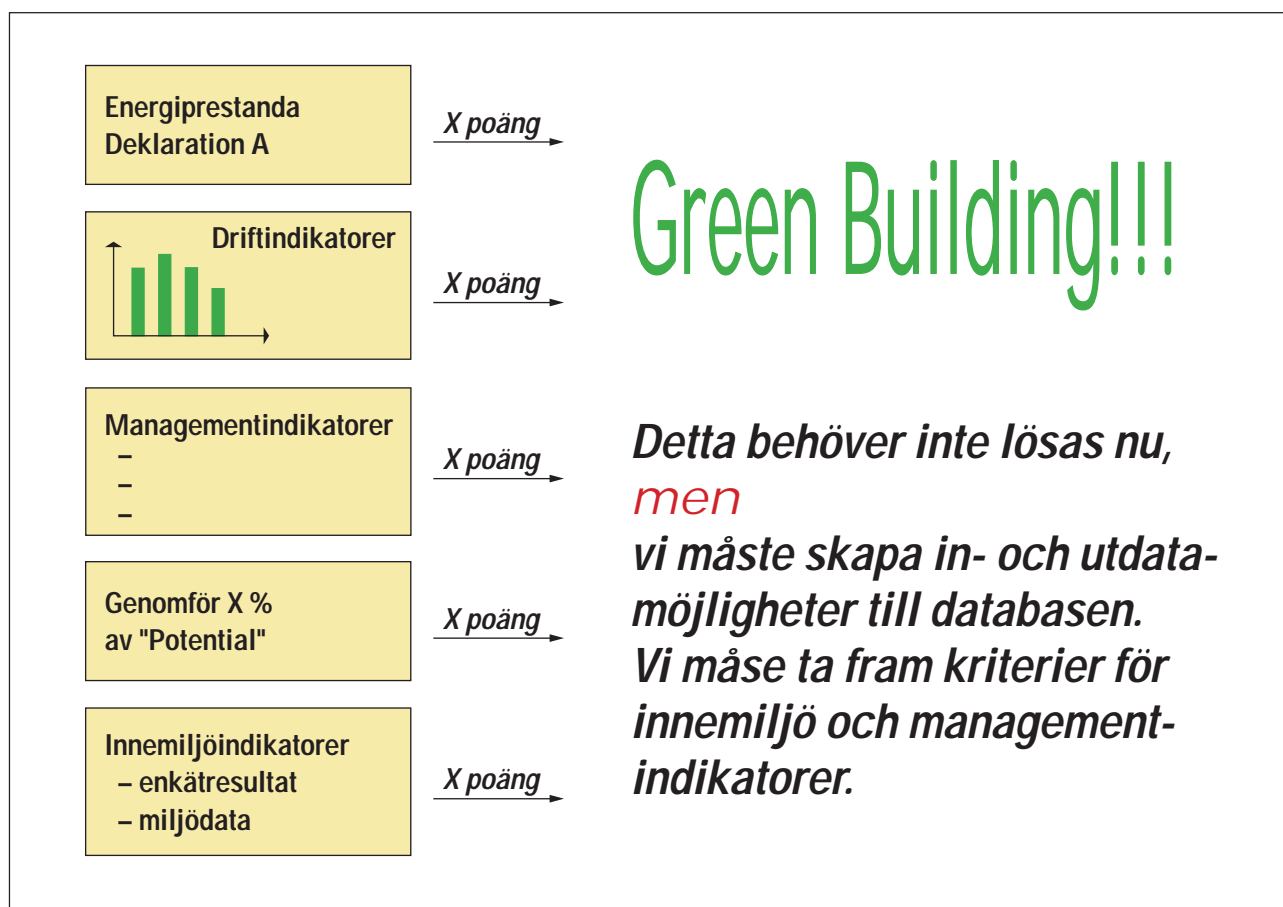 Energiprestanda
Deklaration A
X poäng
Driftindikatorer
X poäng
Managementindikatorer
–
–
–
X poäng
Genomför X %
av "Potential"
X poäng
Innemiljöindikatorer
– enkätresultat
– miljödata
X poäng
Green Building!!!
Detta behöver inte lösas nu,
men
vi måste skapa in- och utdata-
möjligheter till databasen.
Vi måse ta fram kriterier för
innemiljö och management-
indikatorer.